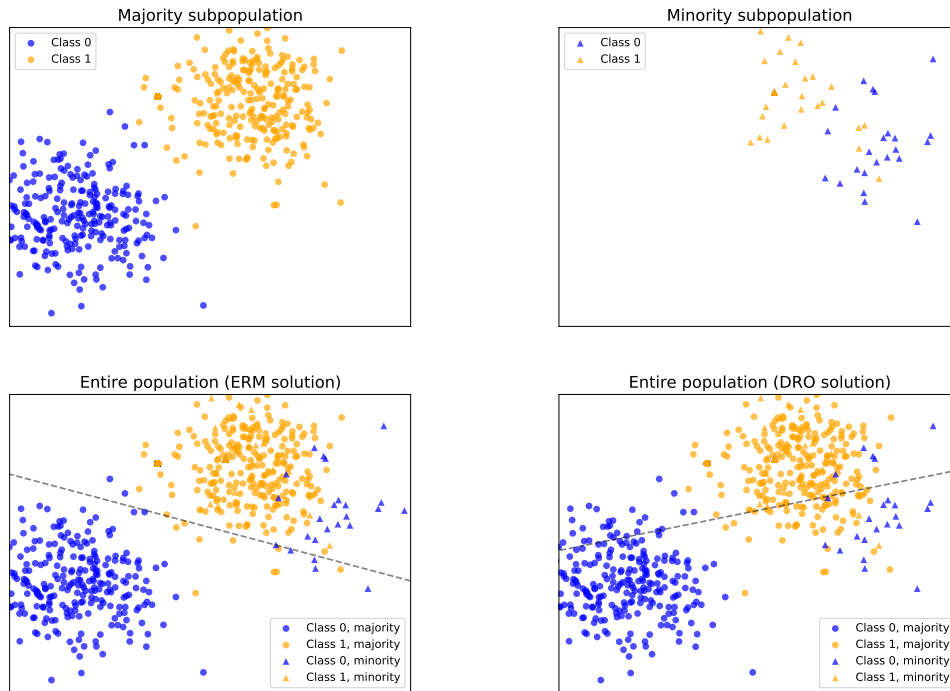 Majority subpopulation
Class 0
Class 1
Minority subpopulation
Class 0
Class 1
Entire population (ERM solution)
Class 0, majority
Class 1, majority
Class 0, minority
Class 1, minority
Entire population (DRO solution)
Class 0, majority
Class 1, majority
Class 0, minority
Class 1, minority